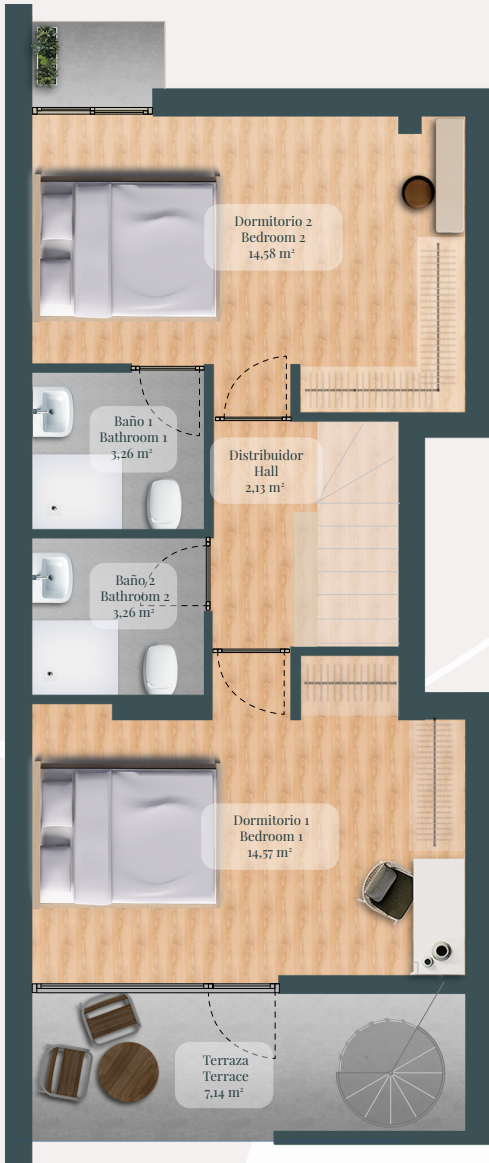 Dormitorio 2
Bedroom 2
14,58 m²
Baño 1
Bathroom 1
3,26 m²
Distribuidor
Hall
2,13 m²
Baño 2
Bathroom 2
3,26 m²
Dormitorio 1
Bedroom 1
14,57 m²
Terraza
Terrace
7,14 m²